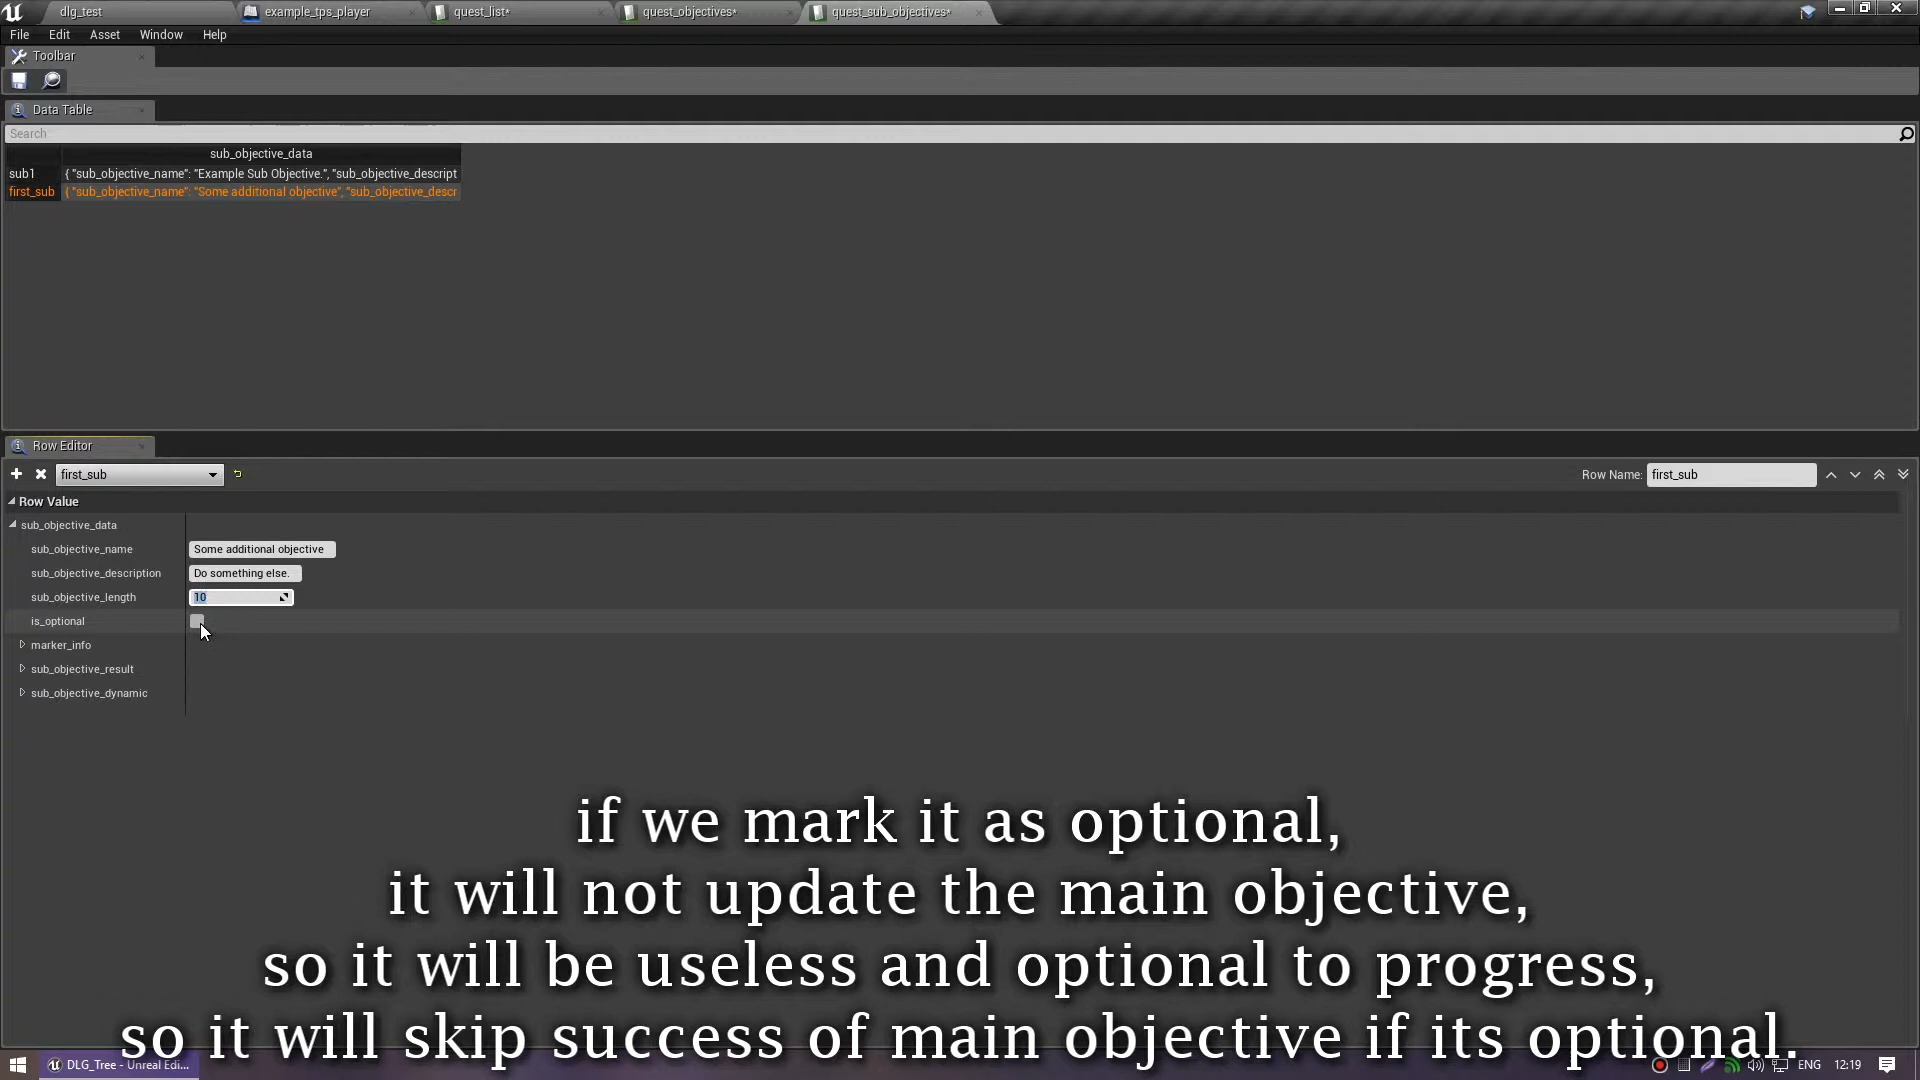 dlg_test
example_tps_player
quest_list*
quest_objectives*
quest_sub_objectives*
File Edit Asset Window Help
Toolbar
Data Table
Search
sub_objective_data
sub1 { "sub_objective_name": "Example Sub Objective.", "sub_objective_descript
first_sub { "sub_objective_name": "Some additional objective", "sub_objective_descr
Row Editor
first_sub
Row Name: first_sub
Row Value
sub_objective_data
sub_objective_name Some additional objective
sub_objective_description Do something else.
sub_objective_length 10
is_optional
marker_info
sub_objective_result
sub_objective_dynamic
if we mark it as optional,
it will not update the main objective,
so it will be useless and optional to progress,
so it will skip success of main objective if its optional.
DLG_Tree - Unreal Edi...
ENG 12:19